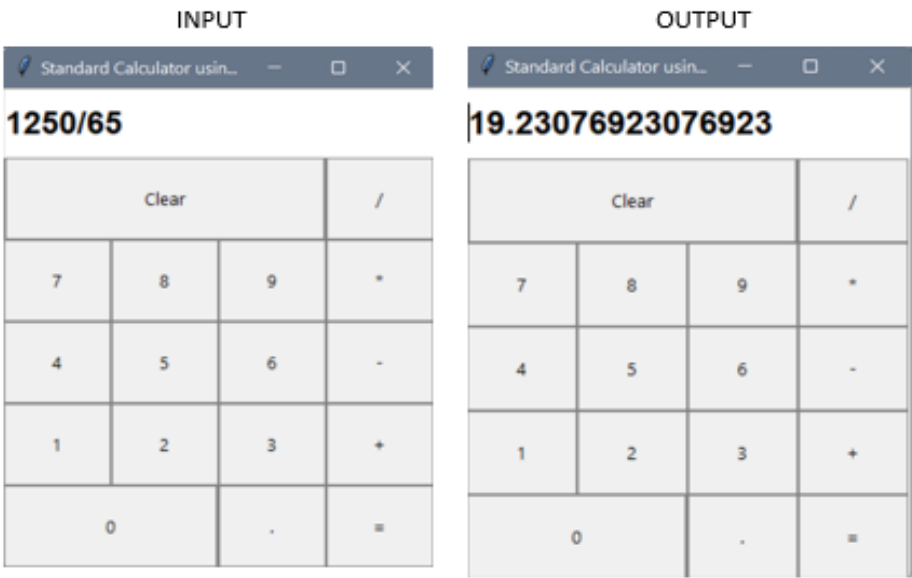 INPUT OUTPUT
Standard Calculator usin... Standard Calculator usin...
1250/65 19.23076923076923
Clear / Clear /
7 8 9 * 7 8 9 *
4 5 6 - 4 5 6 -
1 2 3 + 1 2 3 +
0 . = 0 . =